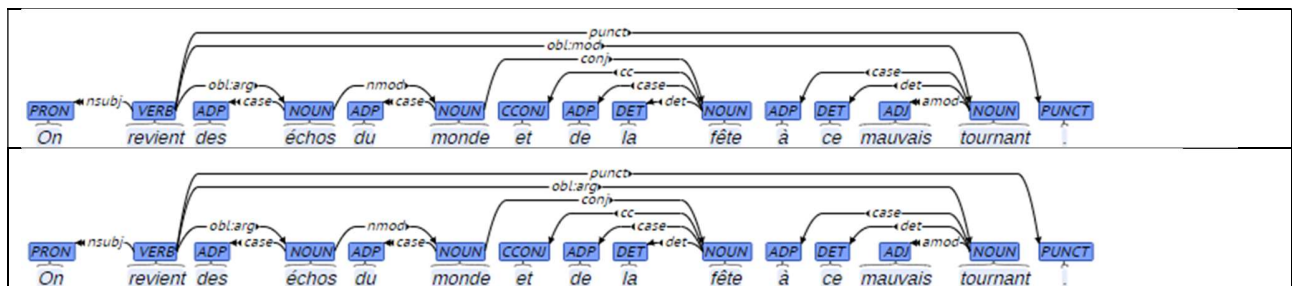 punct
obl:mod
conj
cc case
obl:arg nmod case det
nsubj case case det amod
PRON VERB ADP NOUN ADP NOUN CCONJ ADP DET NOUN ADP DET ADJ NOUN PUNCT
On revient des échos du monde et de la fête à ce mauvais tournant .
punct
obl:arg
conj
cc case
obl:arg nmod case det
nsubj case case det amod
PRON VERB ADP NOUN ADP NOUN CCONJ ADP DET NOUN ADP DET ADJ NOUN PUNCT
On revient des échos du monde et de la fête à ce mauvais tournant .